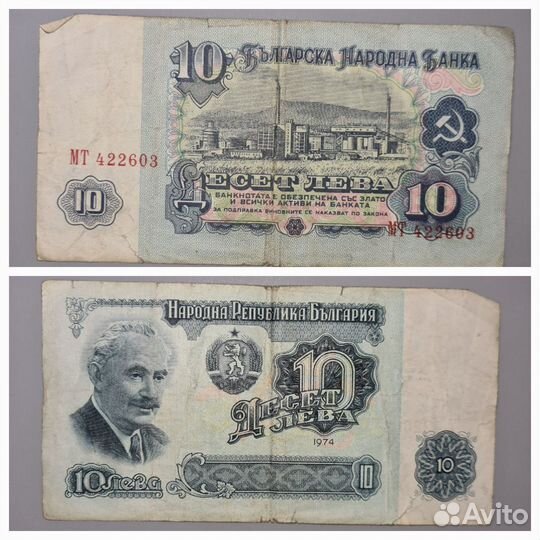 10 Българска Народна Банка
МТ 422603
Десет Лева
10
10
БАНКНОТАТА Е ОБЕЗПЕЧЕНА СЪС ЗЛАТО
И ВСИЧКИ АКТИВИ НА БАНКАТА
ЗА ПОДПРАВКА ВИНОВНИТЕ СЕ НАКАЗВАТ ПО ЗАКОНА
МТ 422603
Народна Република България
10
Десет
Лева
1974
10 Лева
10
10
Avito